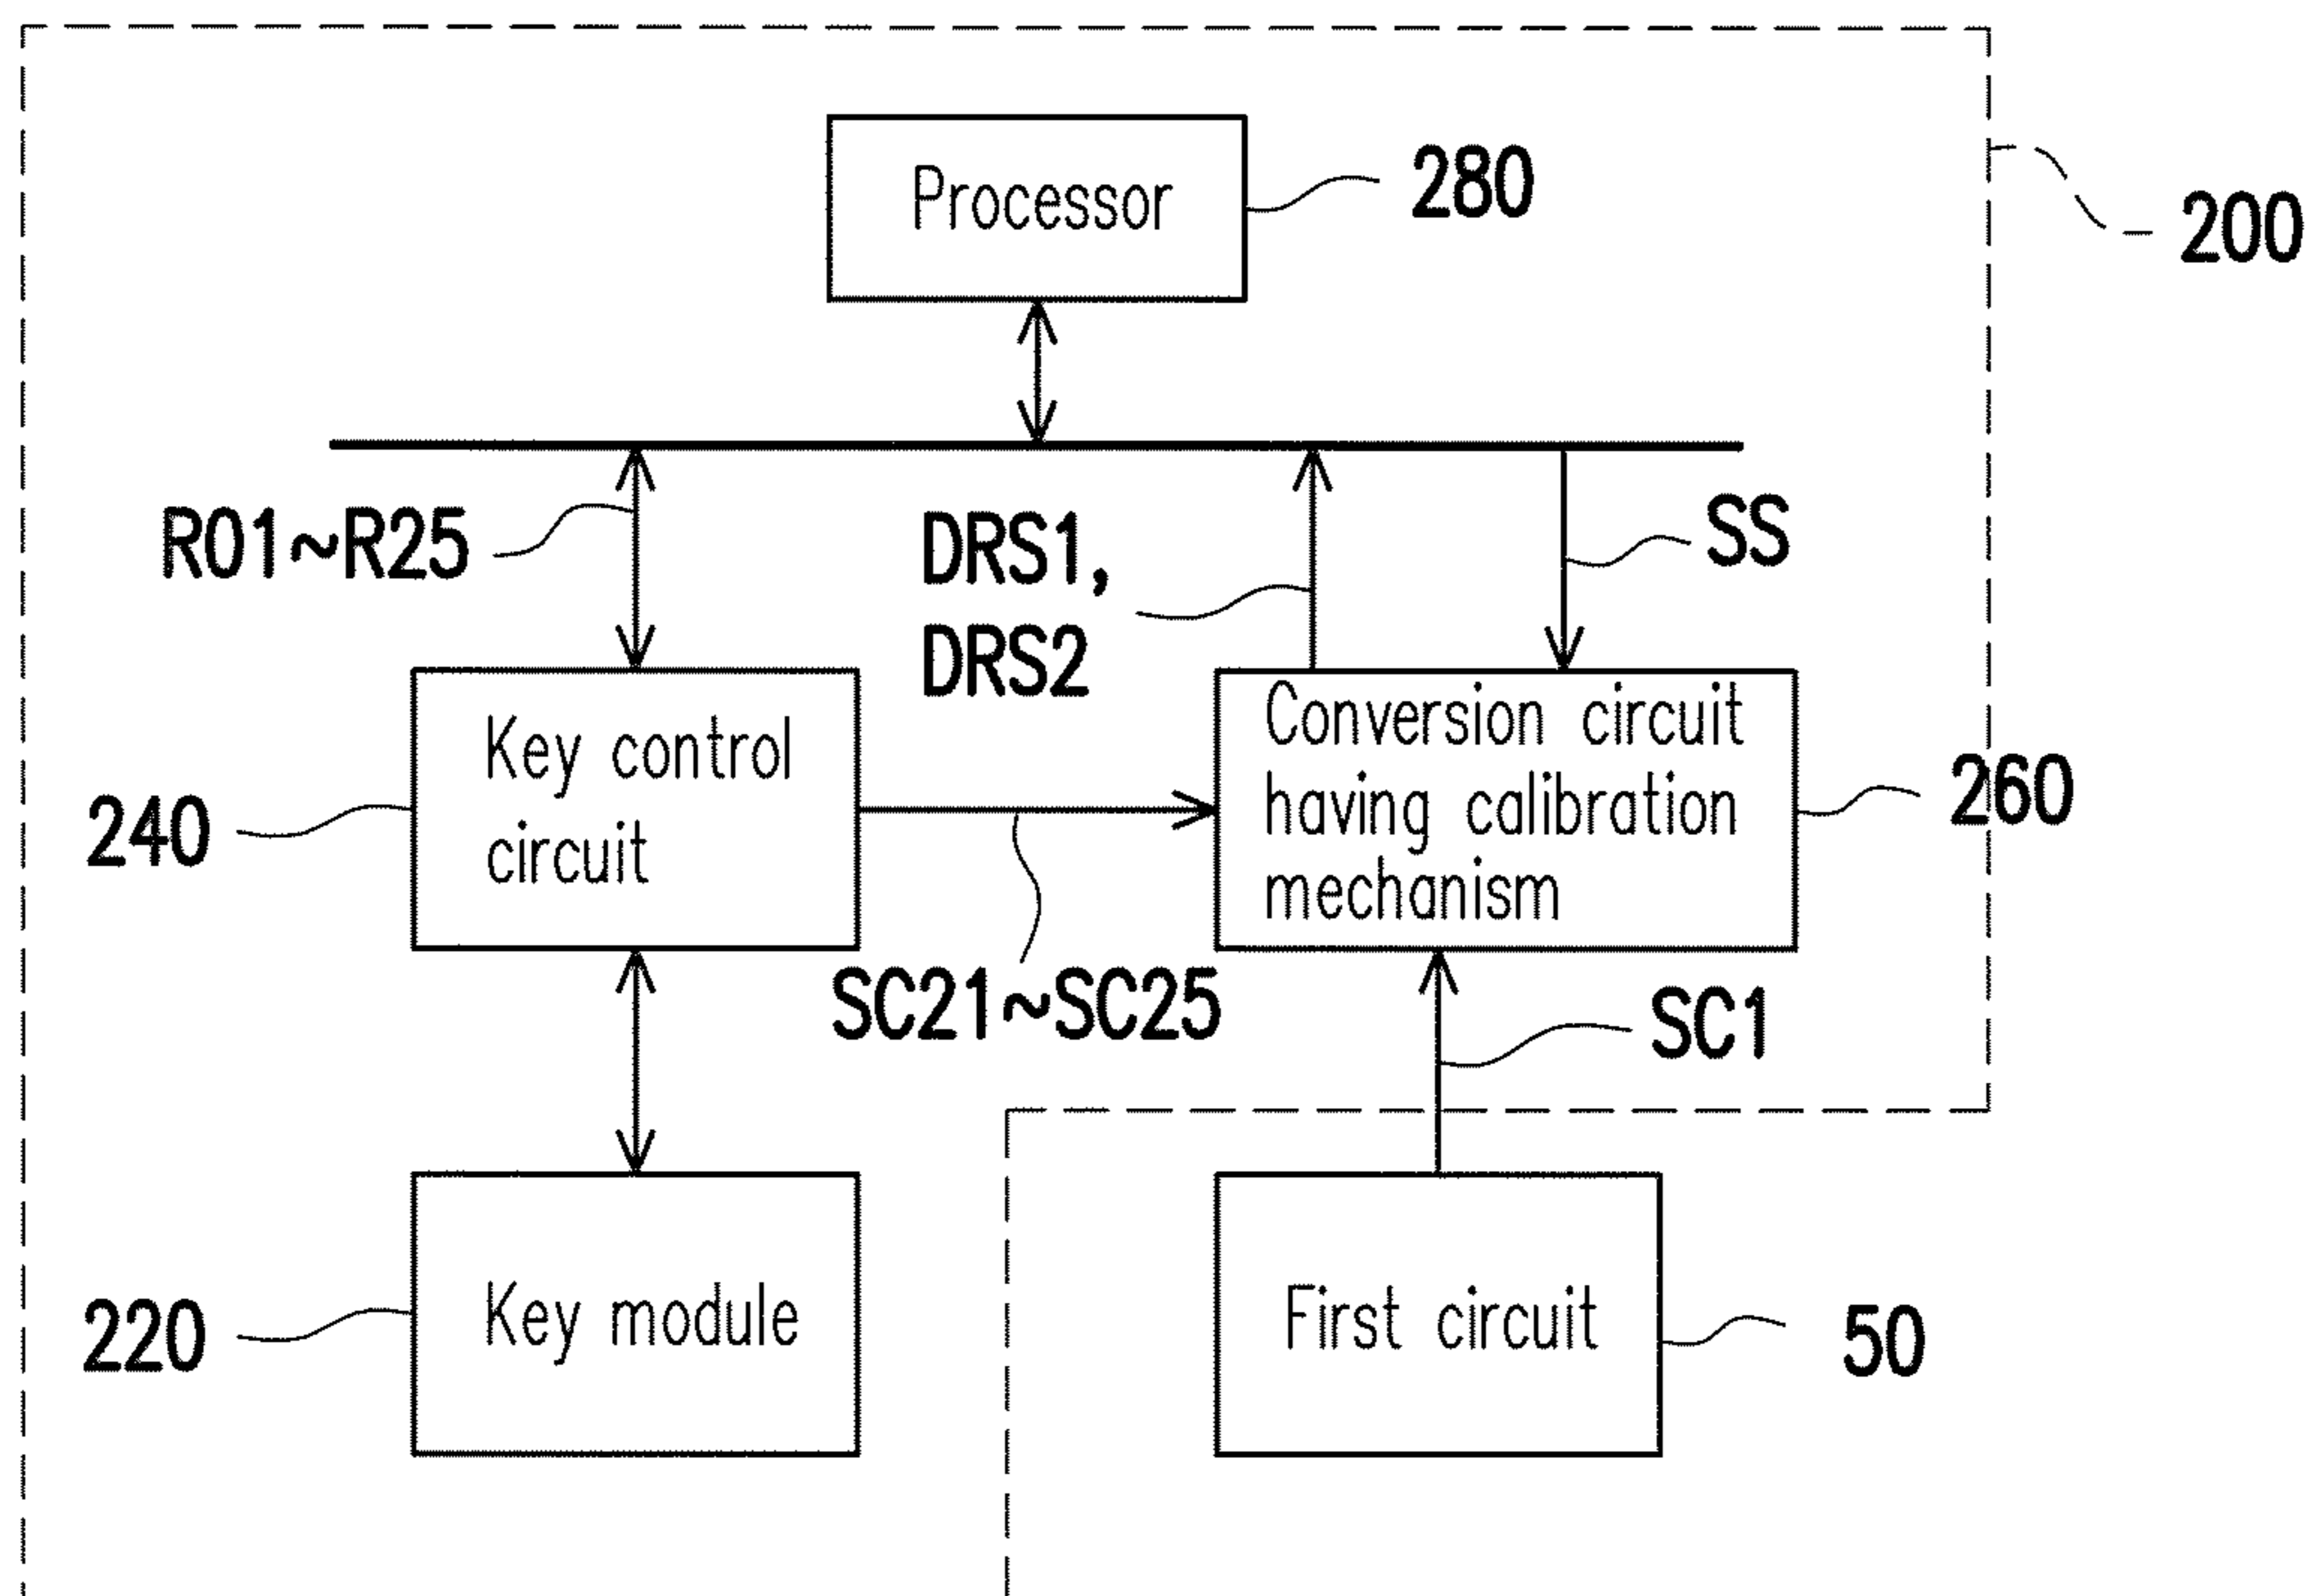 Processor
280
200
R01~R25
DRS1,
DRS2
SS
Key control
circuit
240
Conversion circuit
having calibration
mechanism
260
SC21~SC25
SC1
Key module
220
First circuit
50